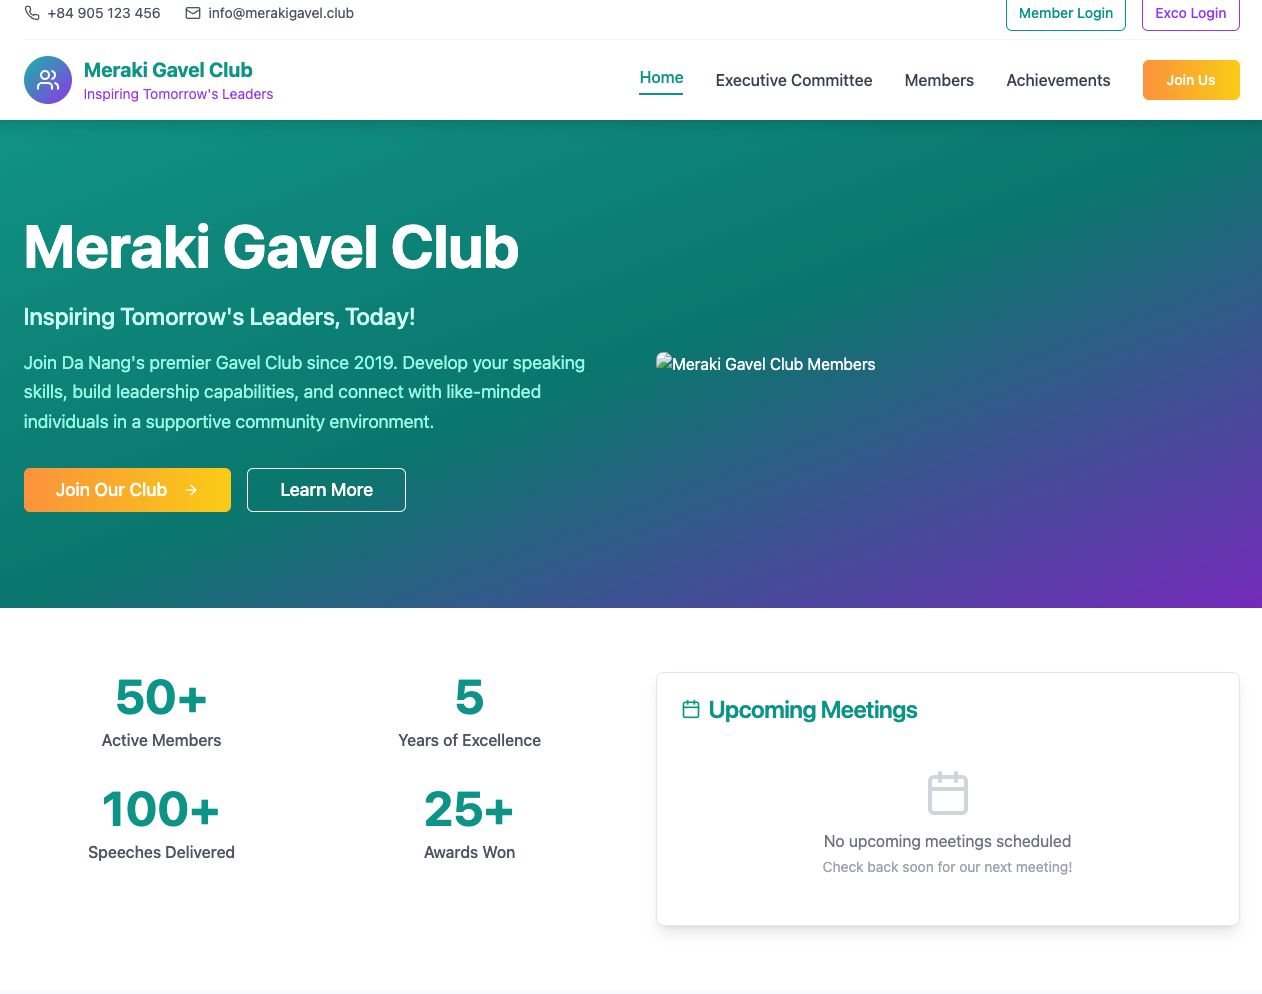 +84 905 123 456
info@merakigavel.club
Member Login
Exco Login
Meraki Gavel Club
Inspiring Tomorrow's Leaders
Home
Executive Committee
Members
Achievements
Join Us
Meraki Gavel Club
Inspiring Tomorrow's Leaders, Today!
Join Da Nang's premier Gavel Club since 2019. Develop your speaking
skills, build leadership capabilities, and connect with like-minded
individuals in a supportive community environment.
Join Our Club
Learn More
Meraki Gavel Club Members
50+
Active Members
5
Years of Excellence
100+
Speeches Delivered
25+
Awards Won
Upcoming Meetings
No upcoming meetings scheduled
Check back soon for our next meeting!